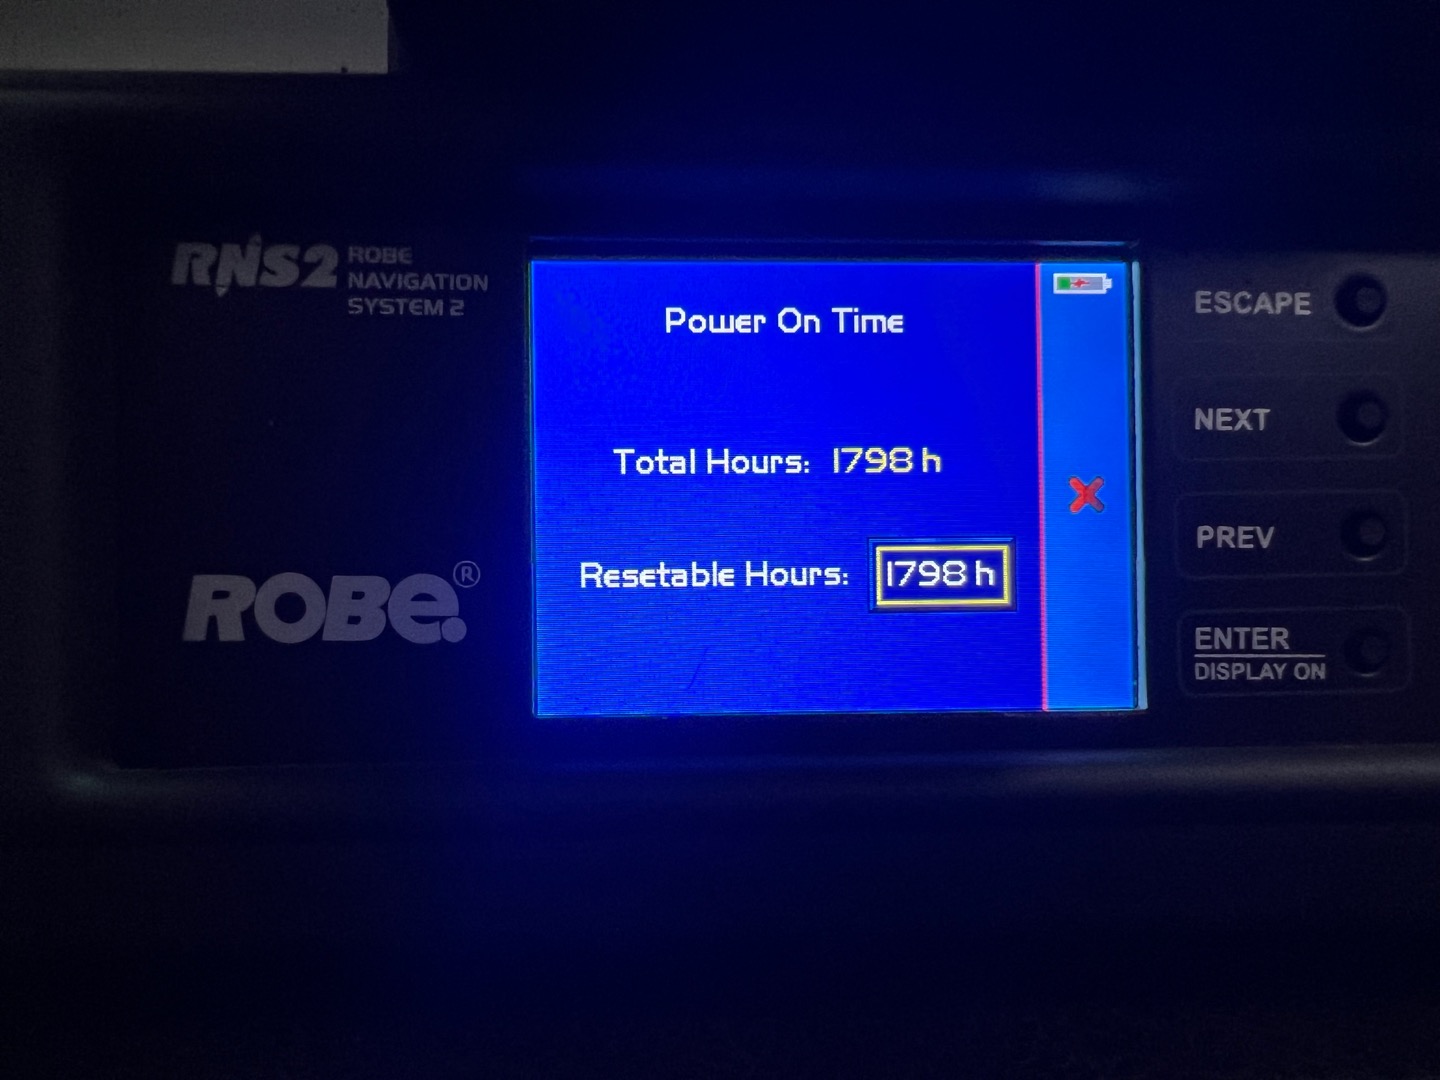 RNS2 ROBE
NAVIGATION
SYSTEM 2
ROBE.®
Power On Time
Total Hours: 1798 h
Resetable Hours: 1798 h
ESCAPE
NEXT
PREV
ENTER
DISPLAY ON